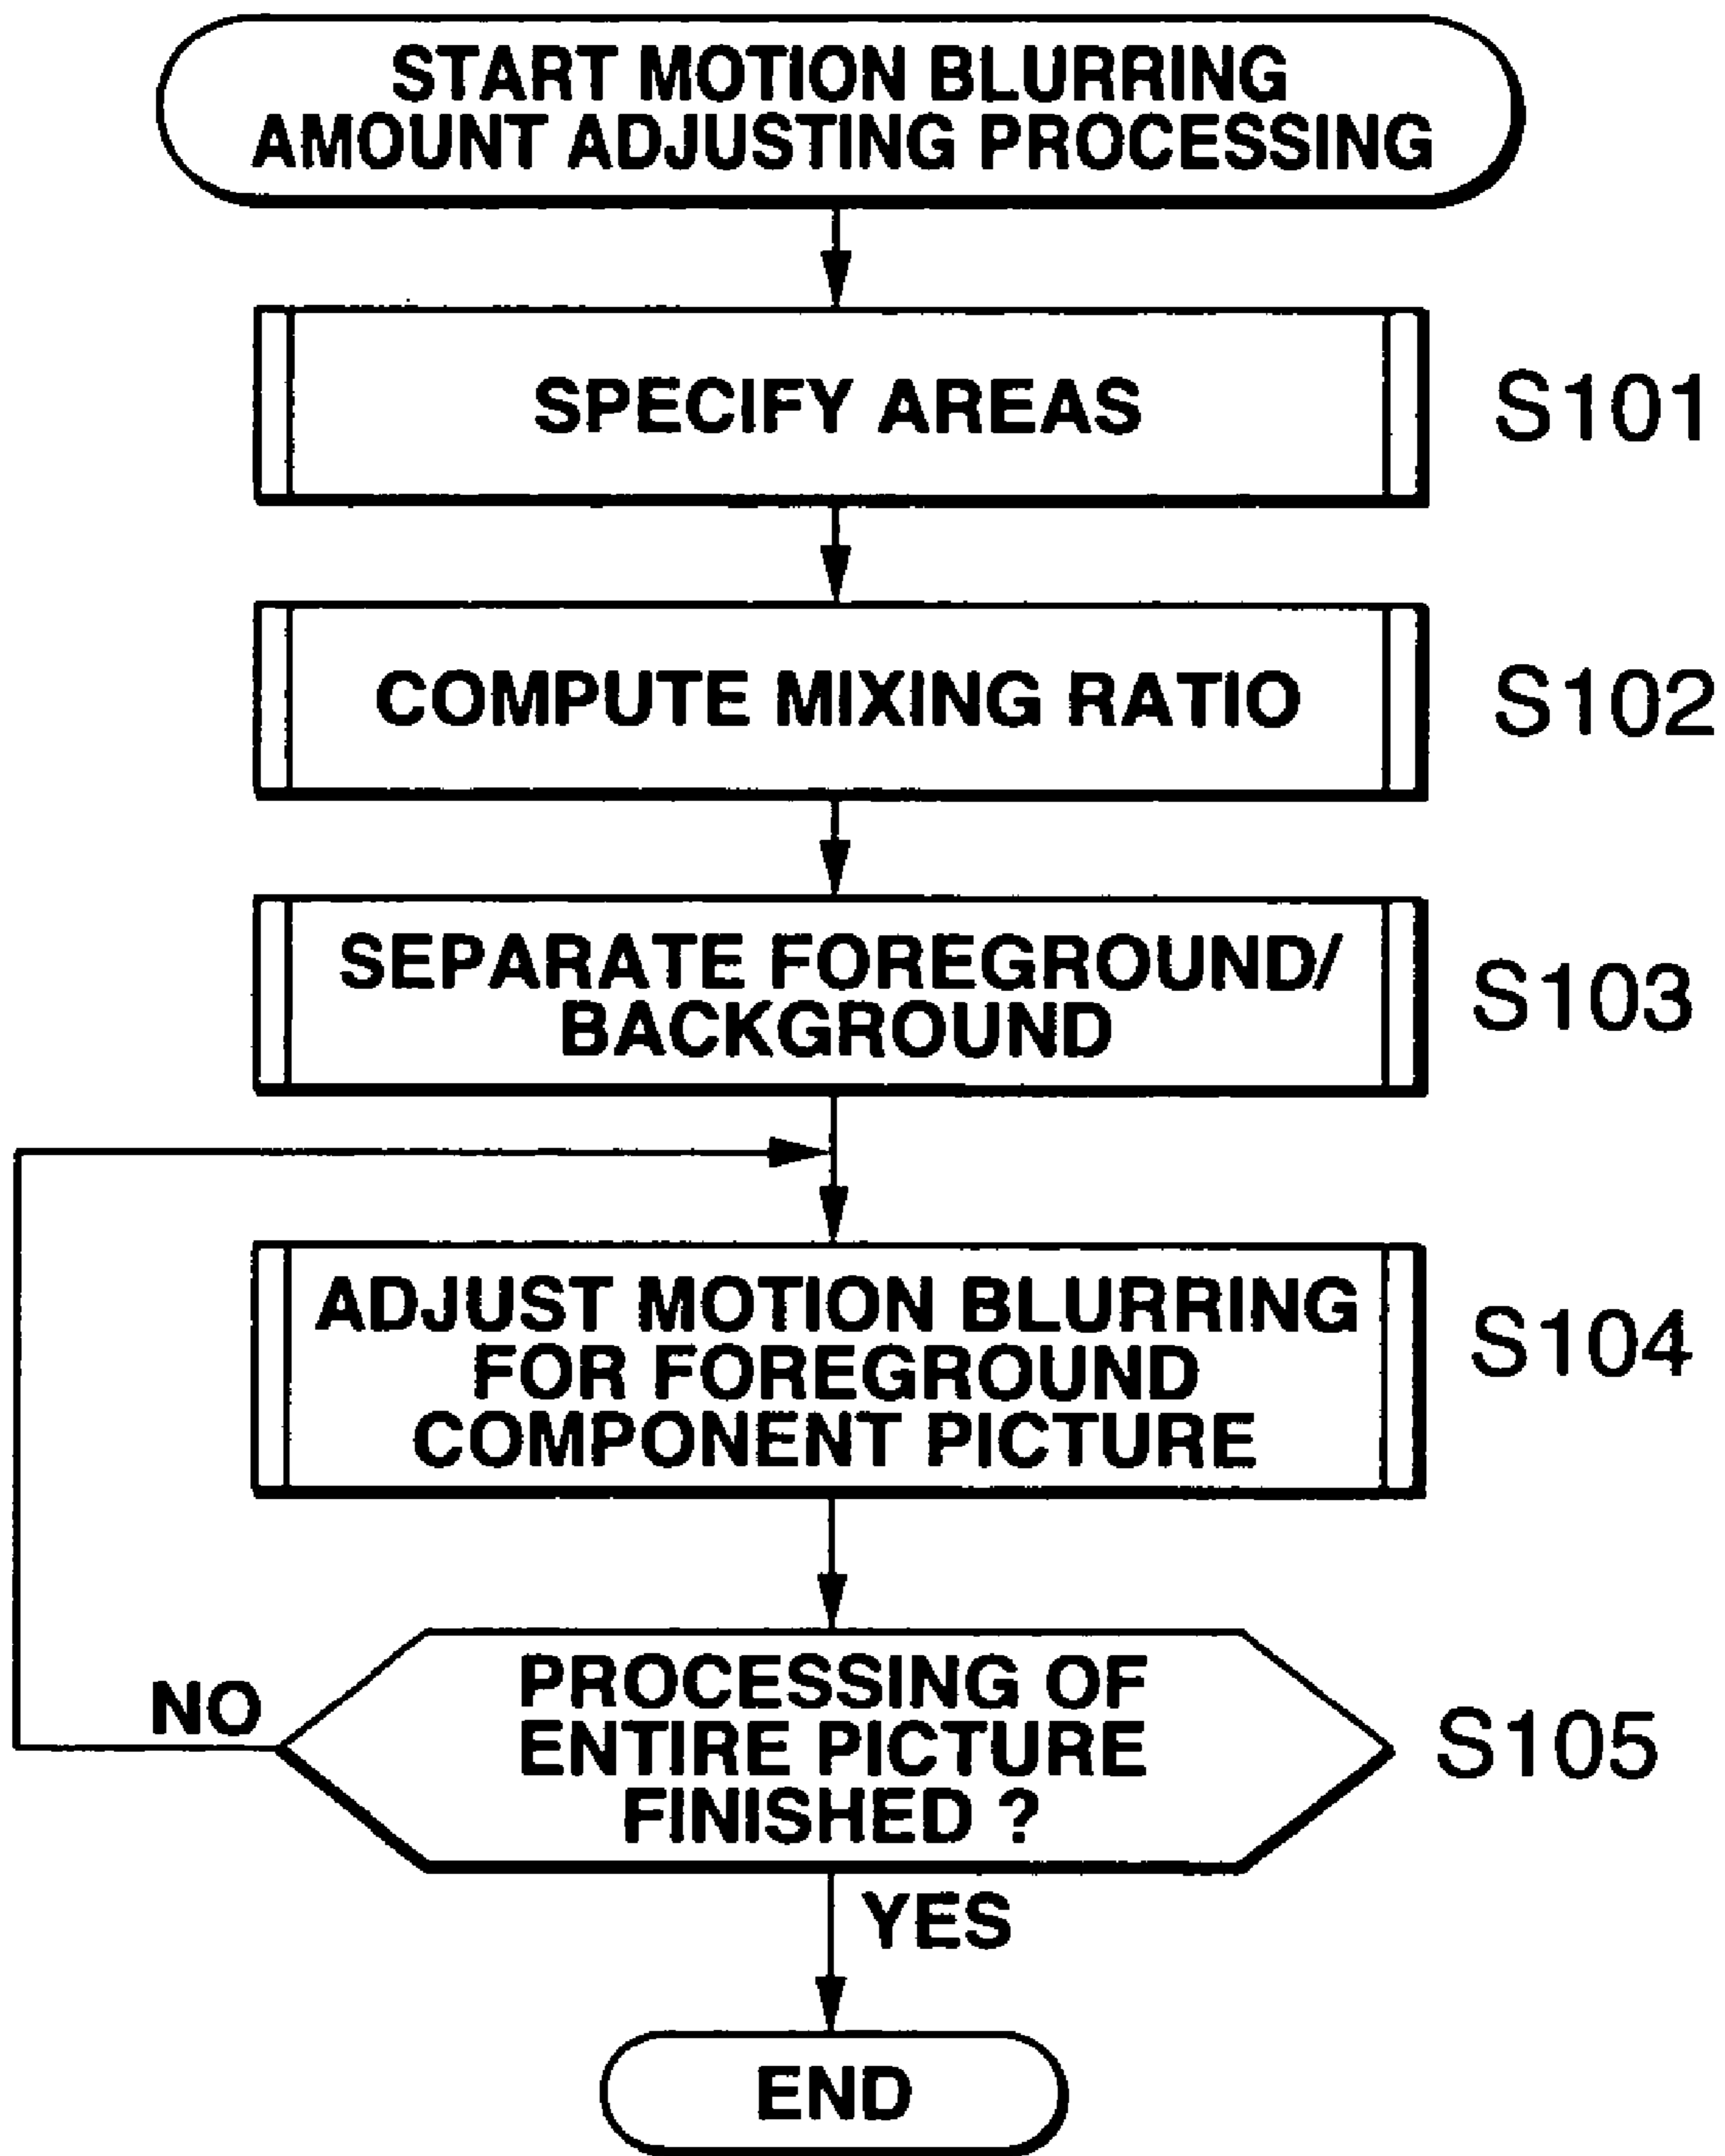 START MOTION BLURRING
AMOUNT ADJUSTING PROCESSING
SPECIFY AREAS
S101
COMPUTE MIXING RATIO
S102
SEPARATE FOREGROUND/
BACKGROUND
S103
ADJUST MOTION BLURRING
FOR FOREGROUND
COMPONENT PICTURE
S104
PROCESSING OF
ENTIRE PICTURE
FINISHED ?
S105
NO
YES
END